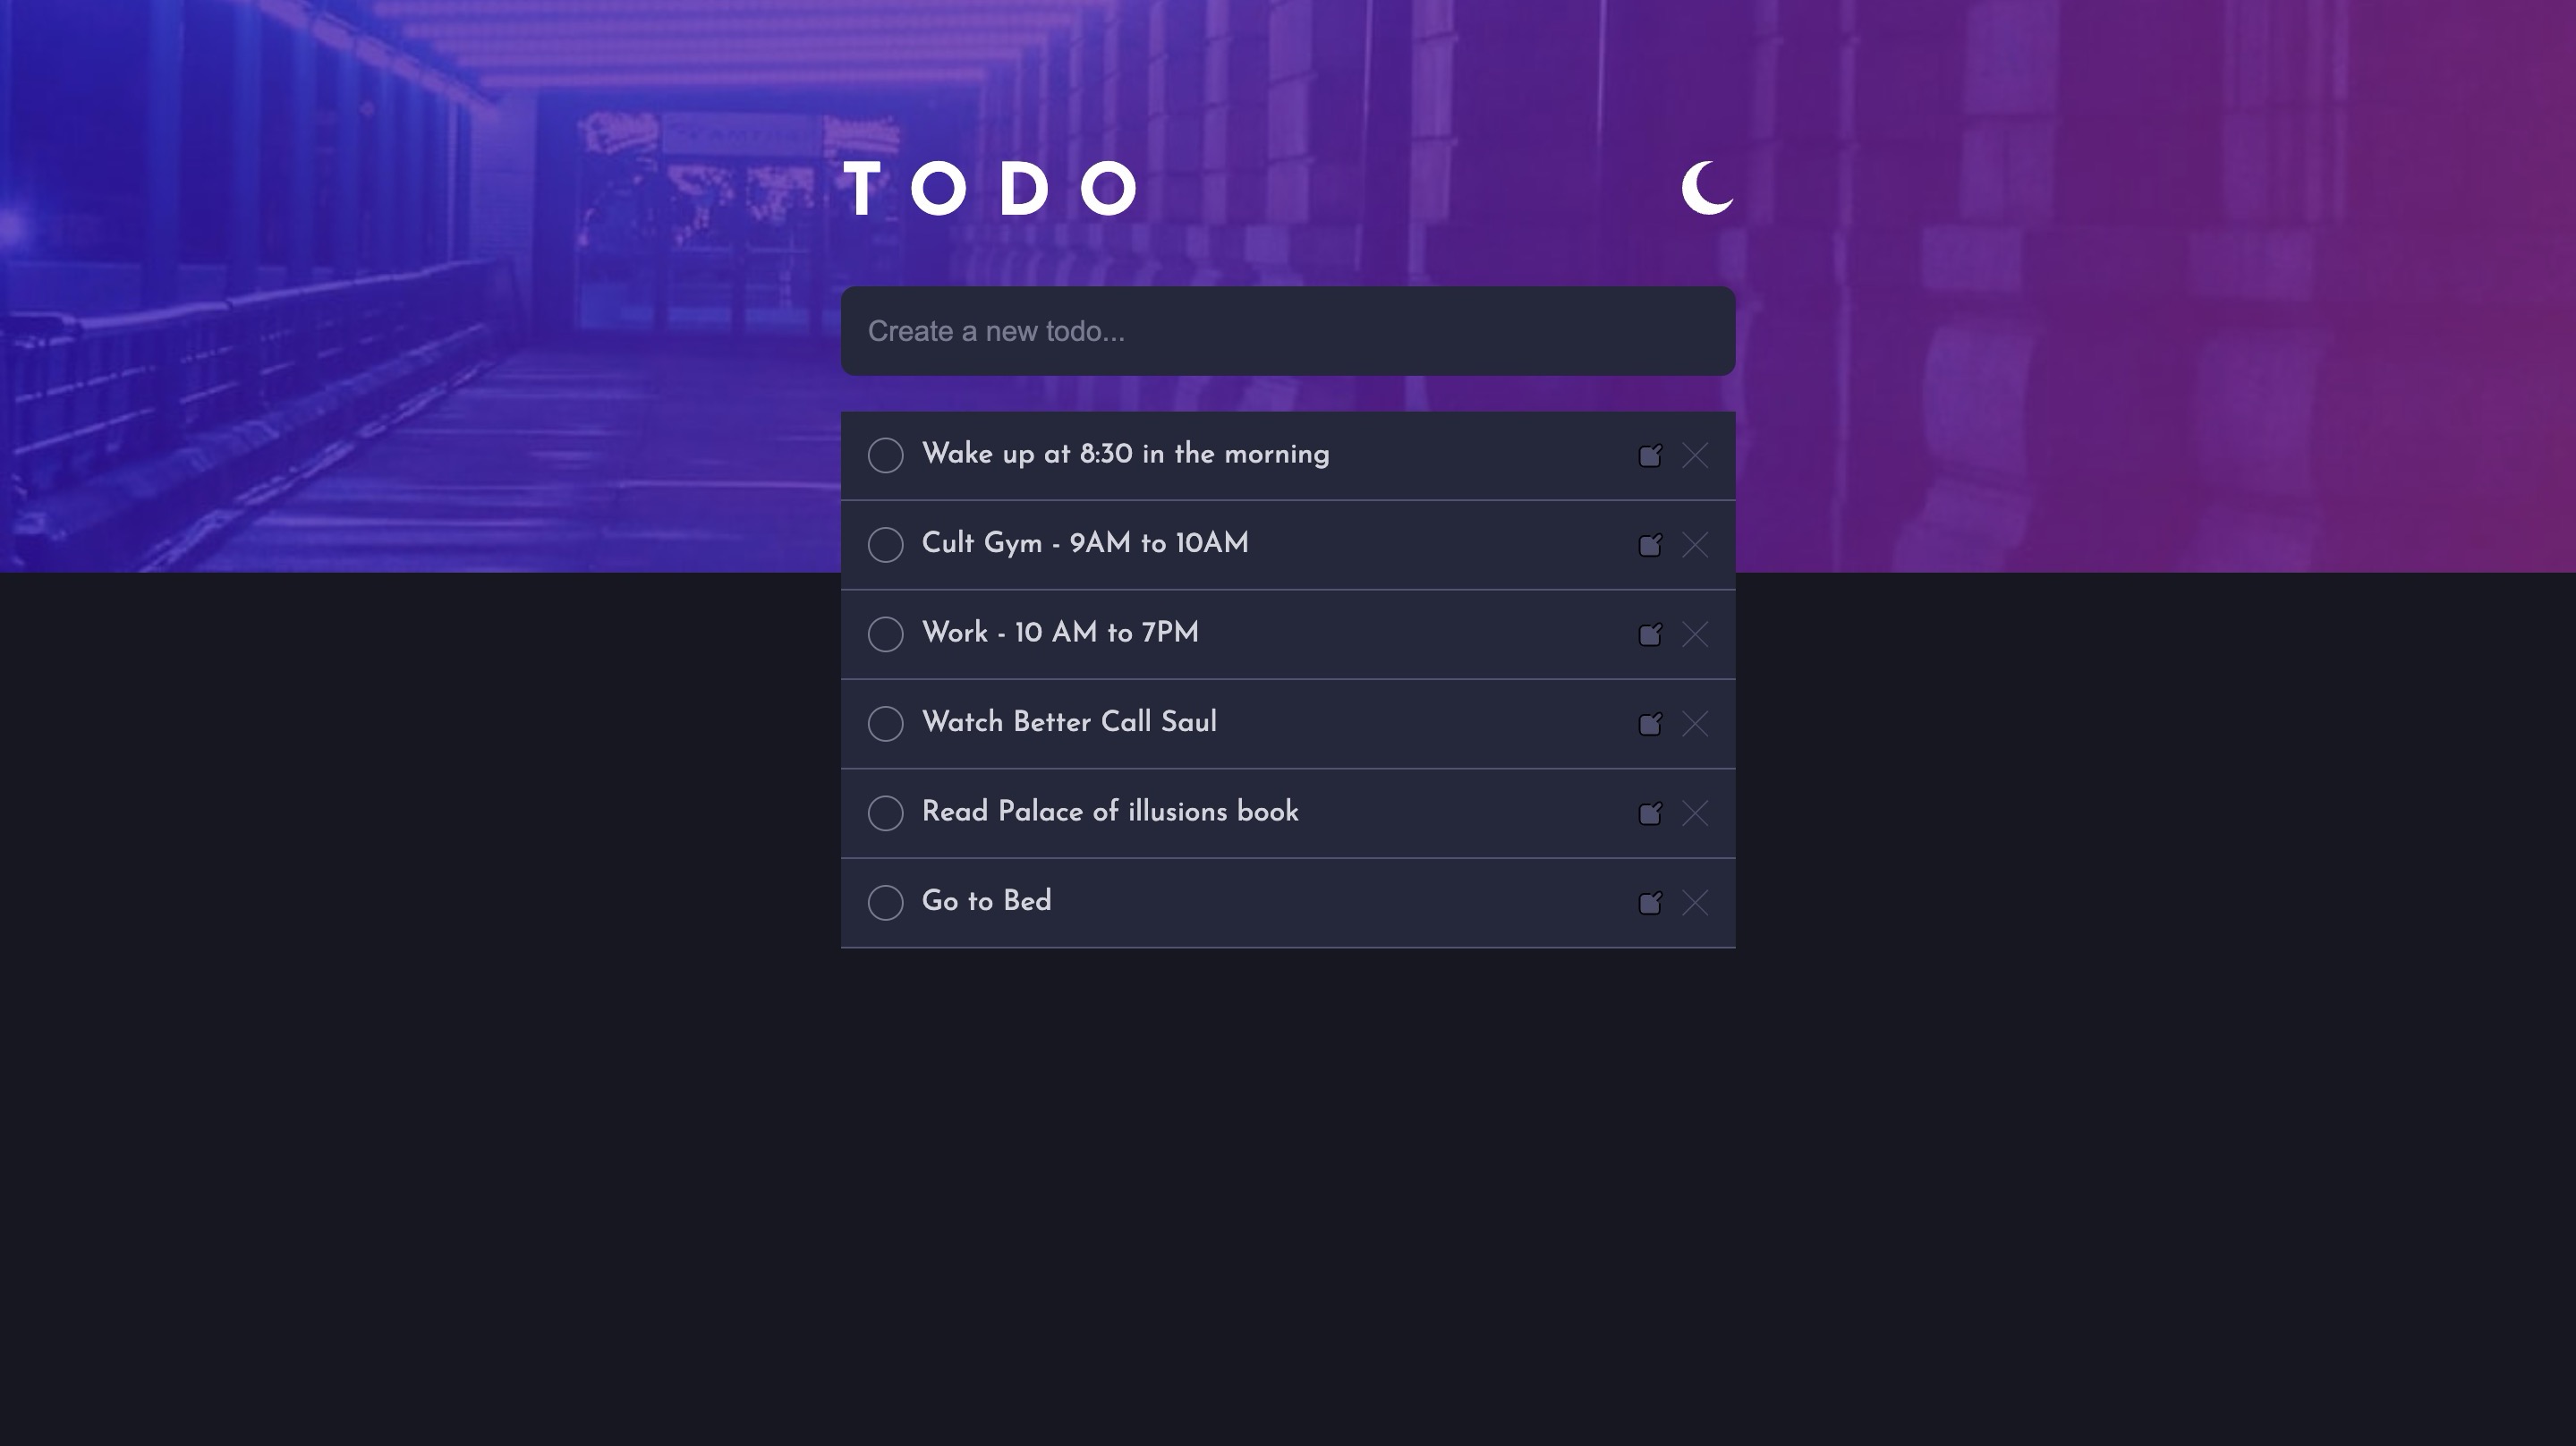 TODO
Create a new todo...
Wake up at 8:30 in the morning
Cult Gym - 9AM to 10AM
Work - 10 AM to 7PM
Watch Better Call Saul
Read Palace of illusions book
Go to Bed